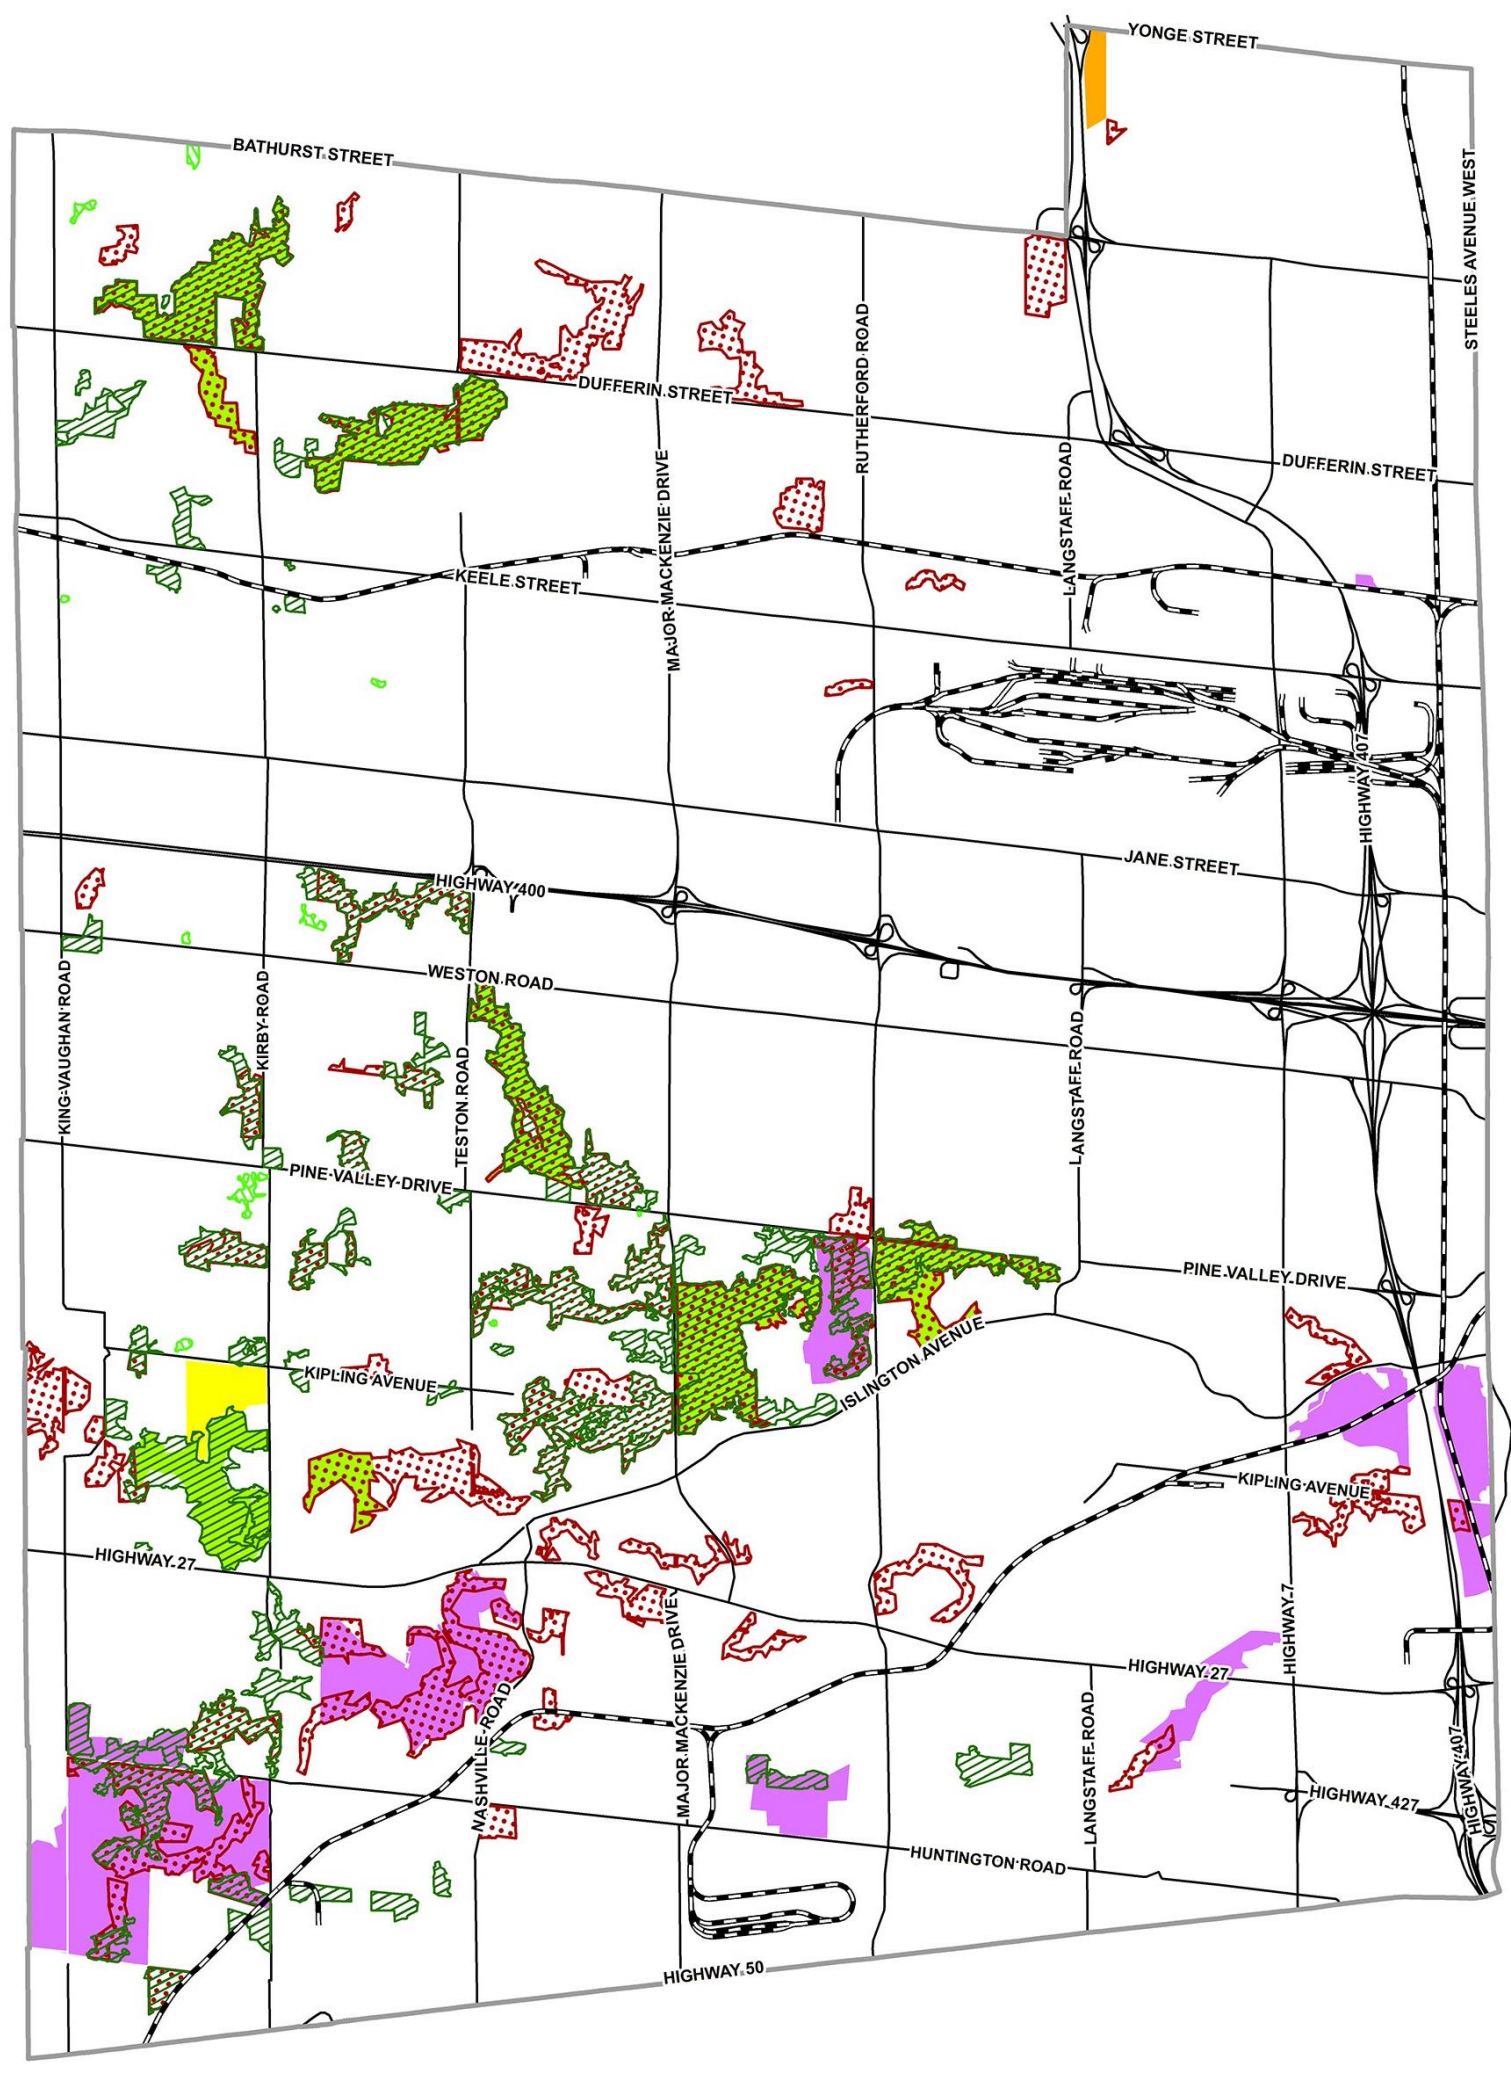 YONGE STREET
BATHURST STREET
STEELES AVENUE WEST
RUTHERFORD ROAD
DUFFERIN STREET
DUFFERIN STREET
MAJOR MACKENZIE DRIVE
LANGSTAFF ROAD
KEELE STREET
HIGHWAY 407
JANE STREET
HIGHWAY 400
WESTON ROAD
KING-VAUGHAN ROAD
KIRBY ROAD
TESTON ROAD
LANGSTAFF ROAD
PINE VALLEY DRIVE
PINE VALLEY DRIVE
ISLINGTON AVENUE
KIPLING AVENUE
KIPLING AVENUE
HIGHWAY 27
HIGHWAY 7
MAJOR MACKENZIE DRIVE
HIGHWAY 27
NASHVILLE ROAD
LANGSTAFF ROAD
HIGHWAY 407
HIGHWAY 427
HUNTINGTON ROAD
HIGHWAY 50